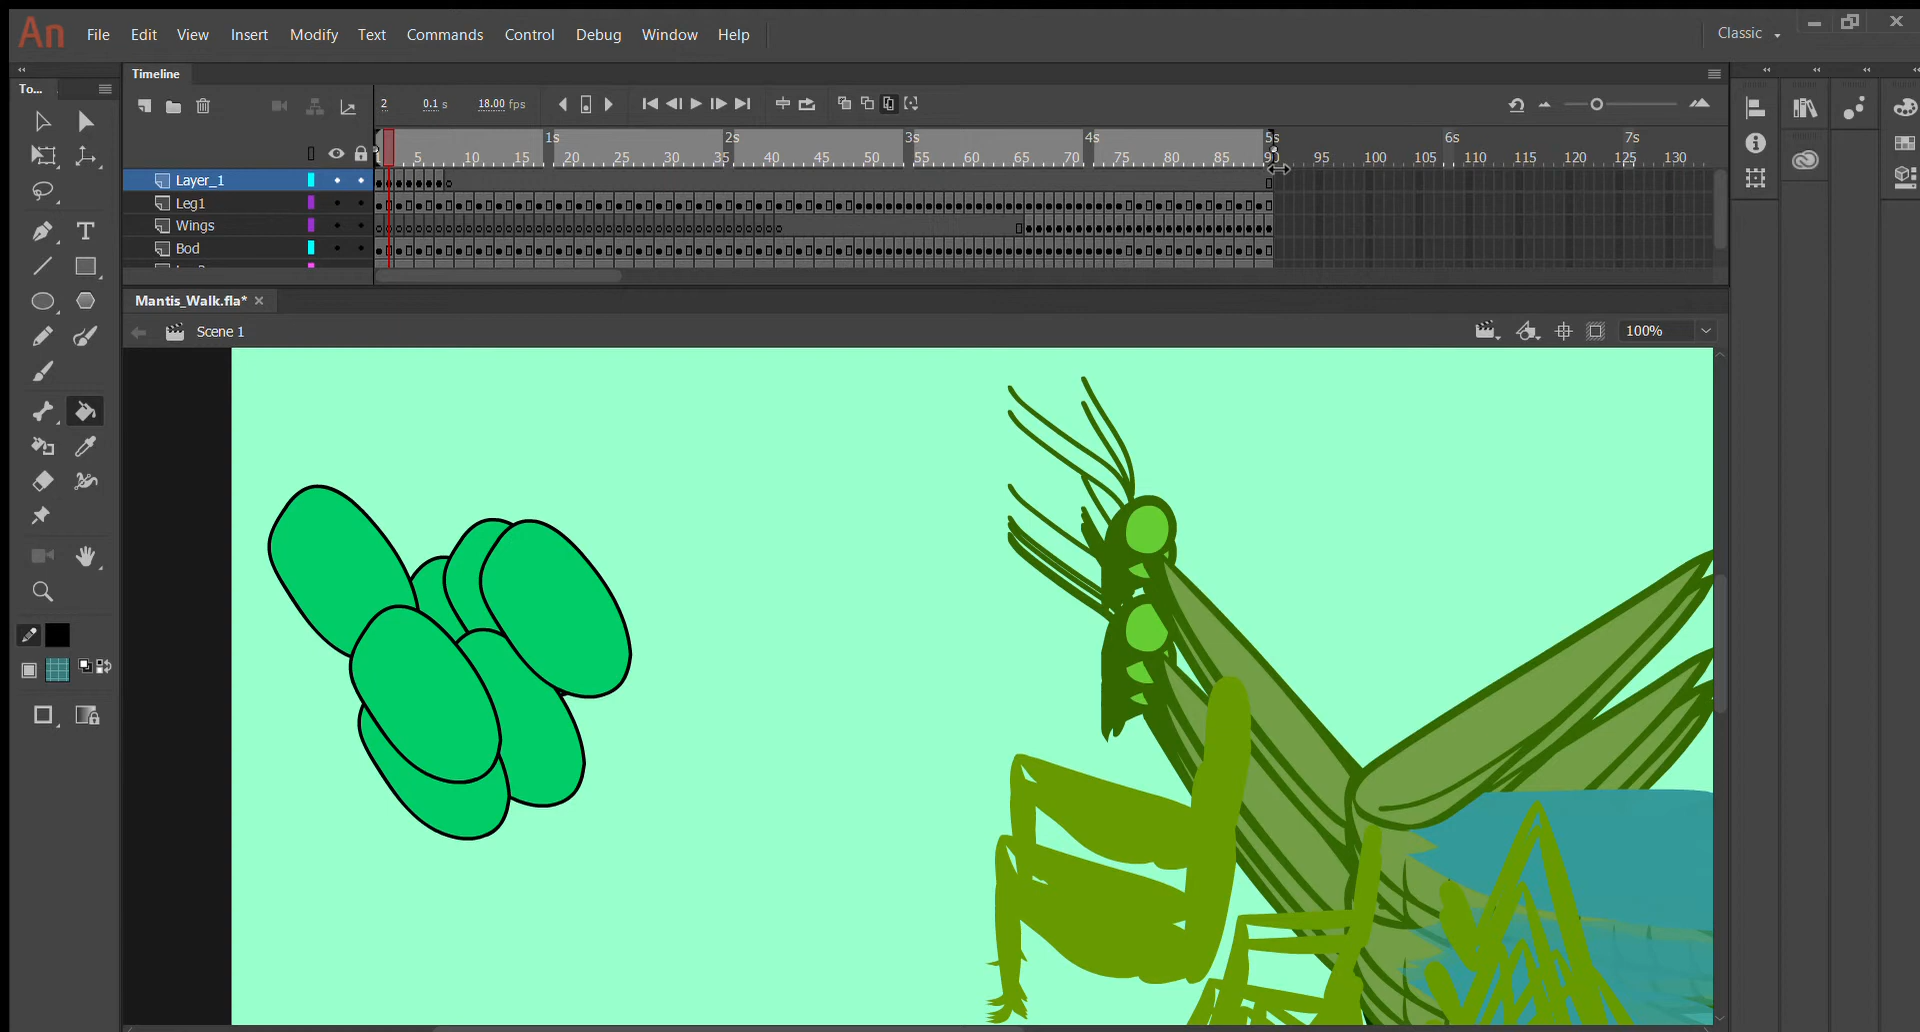 An File Edit View Insert Modify Text Commands Control Debug Window Help Classic
To... Timeline
2 0.1 s 18.00 fps
1s 2s 3s 4s 5s 6s 7s
5 10 15 20 25 30 35 40 45 50 55 60 65 70 75 80 85 90 95 100 105 110 115 120 125 130
Layer_1
Leg1
Wings
Bod
Mantis_Walk.fla*
Scene 1 100%